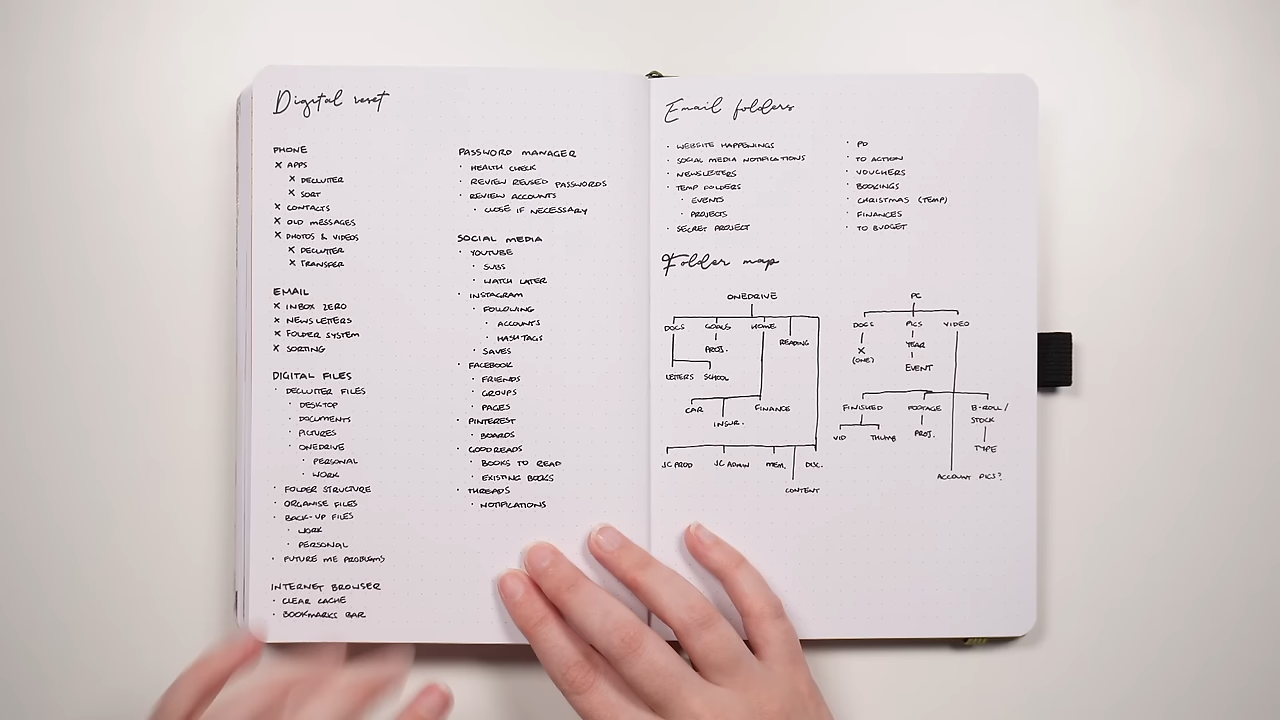 Digital reset
PHONE
× APPS
× DECLUTTER
× SORT
× CONTACTS
× OLD MESSAGES
× PHOTOS & VIDEOS
× DECLUTTER
× TRANSFER
EMAIL
× INBOX ZERO
× NEWSLETTERS
× FOLDER SYSTEM
× SORTING
DIGITAL FILES
· DECLUTTER FILES
· DESKTOP
· DOCUMENTS
· PICTURES
· ONEDRIVE
· PERSONAL
· WORK
· FOLDER STRUCTURE
· ORGANISE FILES
· BACK-UP FILES
· WORK
· PERSONAL
· FUTURE ME PROBLEMS
INTERNET BROWSER
· CLEAR CACHE
· BOOKMARKS BAR
PASSWORD MANAGER
· HEALTH CHECK
· REVIEW REUSED PASSWORDS
· REVIEW ACCOUNTS
· CLOSE IF NECESSARY
SOCIAL MEDIA
· YOUTUBE
· SUBS
· WATCH LATER
· INSTAGRAM
· FOLLOWING
· ACCOUNTS
· HASHTAGS
· SAVES
· FACEBOOK
· FRIENDS
· GROUPS
· PAGES
· PINTEREST
· BOARDS
· GOODREADS
· BOOKS TO READ
· EXISTING BOOKS
· THREADS
· NOTIFICATIONS
Email folders
· WEBSITE HAPPENINGS
· SOCIAL MEDIA NOTIFICATIONS
· NEWSLETTERS
· TEMP FOLDERS
· EVENTS
· PROJECTS
· SECRET PROJECT
· PO
· TO ACTION
· VOUCHERS
· BOOKINGS
· CHRISTMAS (TEMP)
· FINANCES
· TO BUDGET
Folder map
ONEDRIVE
DOCS GOALS HOME
READING
PROJ.
LETTERS SCHOOL
CAR FINANCE
INSUR.
JC PROD JC ADMIN MEM. DISC.
CONTENT
PC
DOCS PICS VIDEO
YEAR
X
(ONE)
EVENT
FINISHED FOOTAGE B-ROLL/
STOCK
VID THUMB PROJ.
TYPE
ACCOUNT PICS?